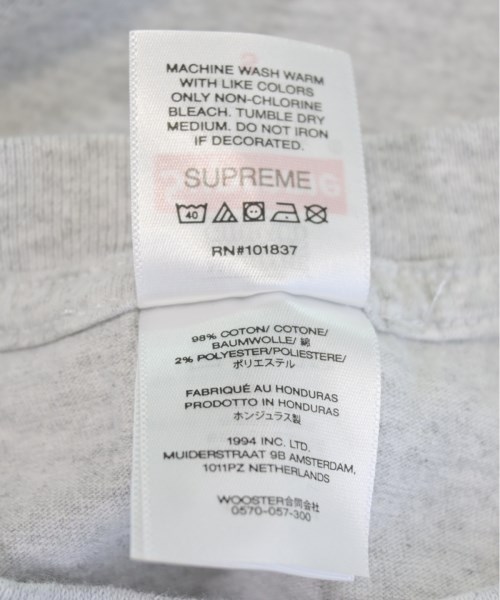 MACHINE WASH WARM
WITH LIKE COLORS
ONLY NON-CHLORINE
BLEACH. TUMBLE DRY
MEDIUM. DO NOT IRON
IF DECORATED.
SUPREME
40
RN#101837
98% COTON/ COTONE/
BAUMWOLLE/ 綿
2% POLYESTER/POLIESTERE/
ポリエステル
FABRIQUÉ AU HONDURAS
PRODOTTO IN HONDURAS
ホンジュラス製
1994 INC. LTD.
MUIDERSTRAAT 9B AMSTERDAM,
1011PZ NETHERLANDS
WOOSTER合同会社
0570-057-300